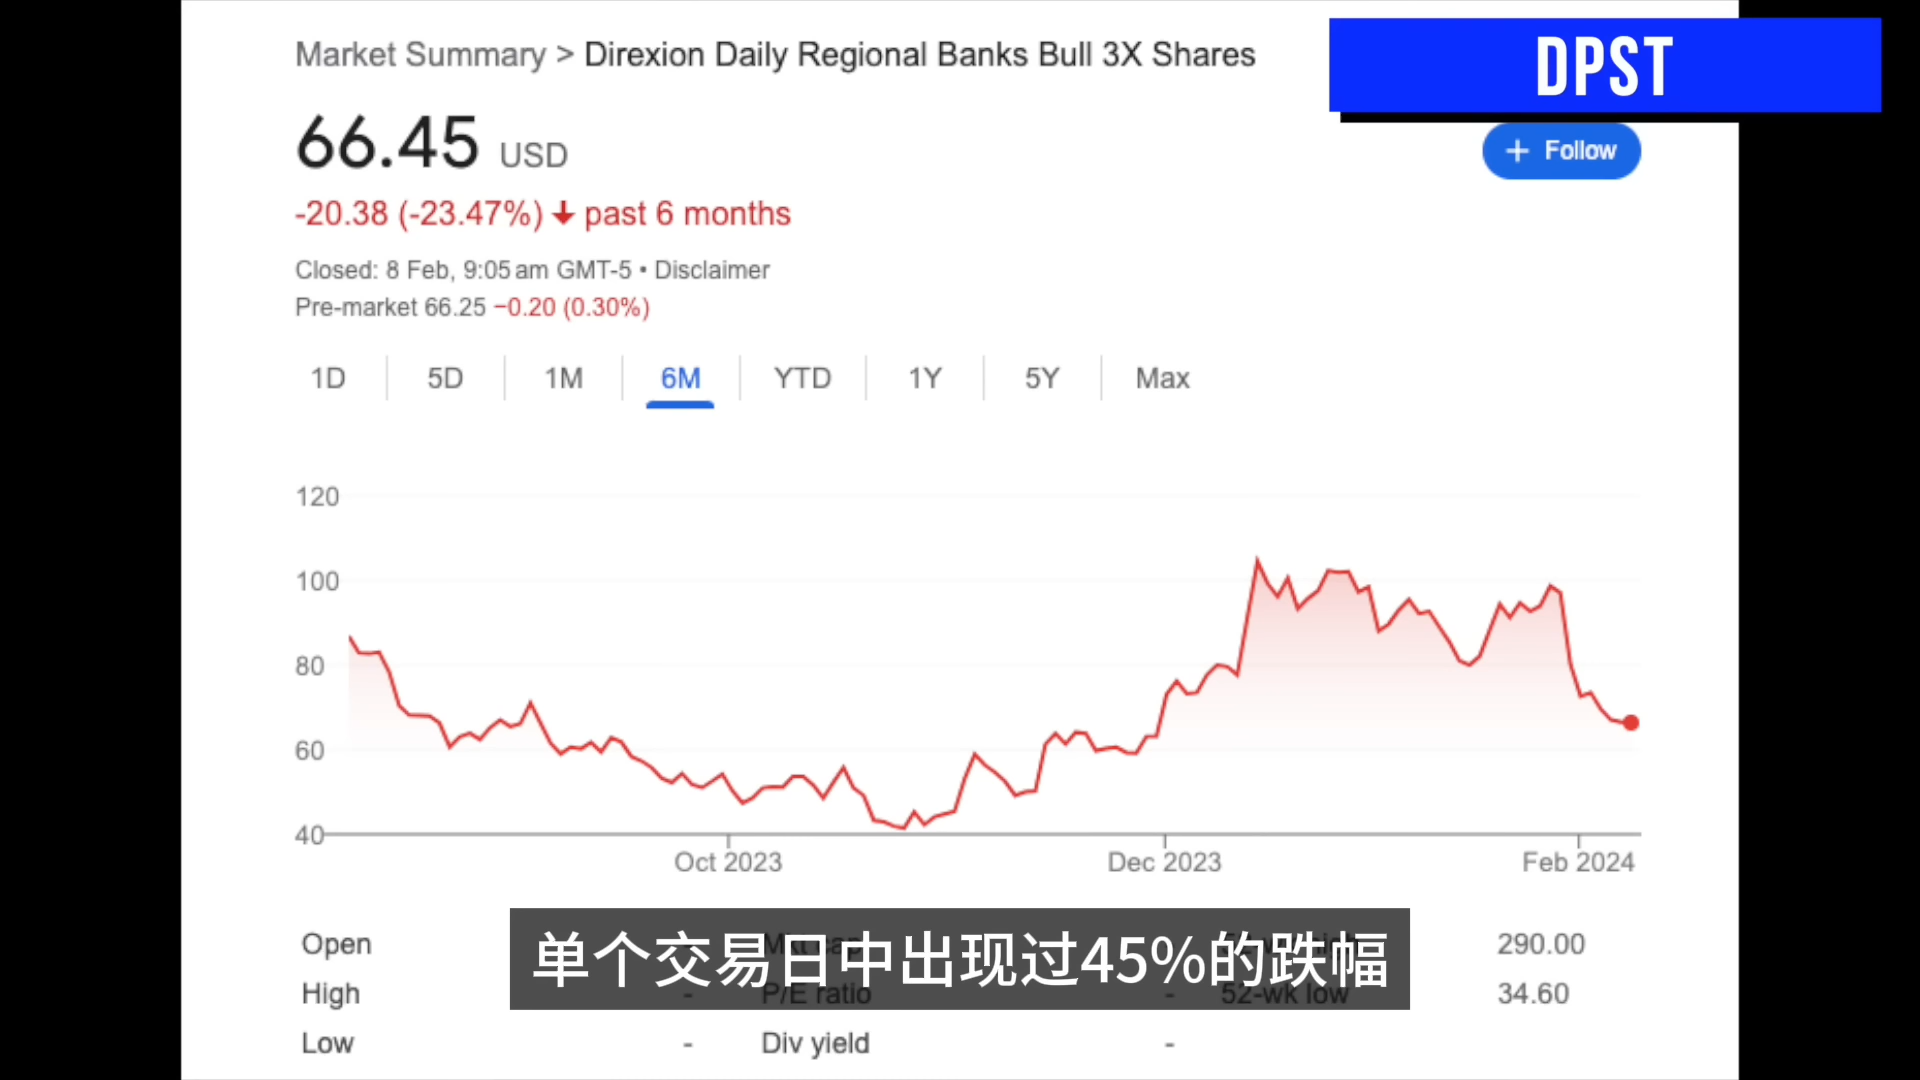 Market Summary > Direxion Daily Regional Banks Bull 3X Shares
DPST
66.45 USD
+ Follow
-20.38 (-23.47%) ↓ past 6 months
Closed: 8 Feb, 9:05 am GMT-5 • Disclaimer
Pre-market 66.25 −0.20 (0.30%)
1D 5D 1M 6M YTD 1Y 5Y Max
120
100
80
60
40
Oct 2023 Dec 2023 Feb 2024
单个交易日中出现过45%的跌幅
Open 290.00
High - P/E ratio - 52-wk low 34.60
Low - Div yield -